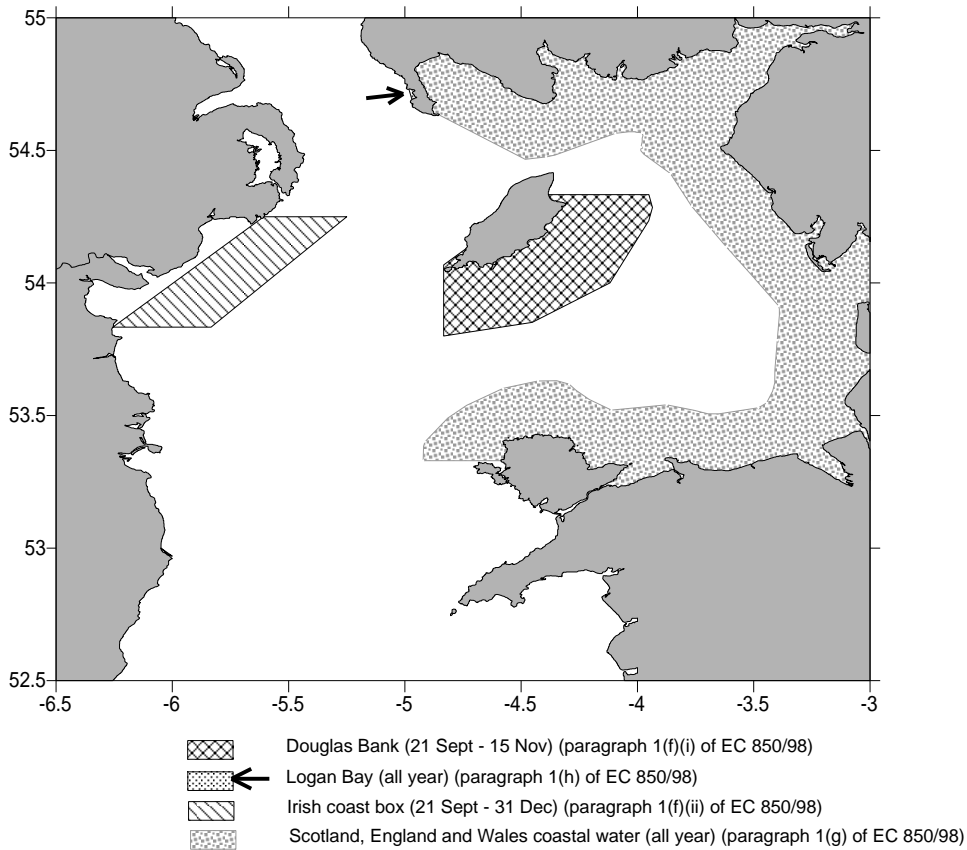 55
54.5
54
53.5
53
52.5
-6.5 -6 -5.5 -5 -4.5 -4 -3.5 -3
Douglas Bank (21 Sept - 15 Nov) (paragraph 1(f)(i) of EC 850/98)
Logan Bay (all year) (paragraph 1(h) of EC 850/98)
Irish coast box (21 Sept - 31 Dec) (paragraph 1(f)(ii) of EC 850/98)
Scotland, England and Wales coastal water (all year) (paragraph 1(g) of EC 850/98)